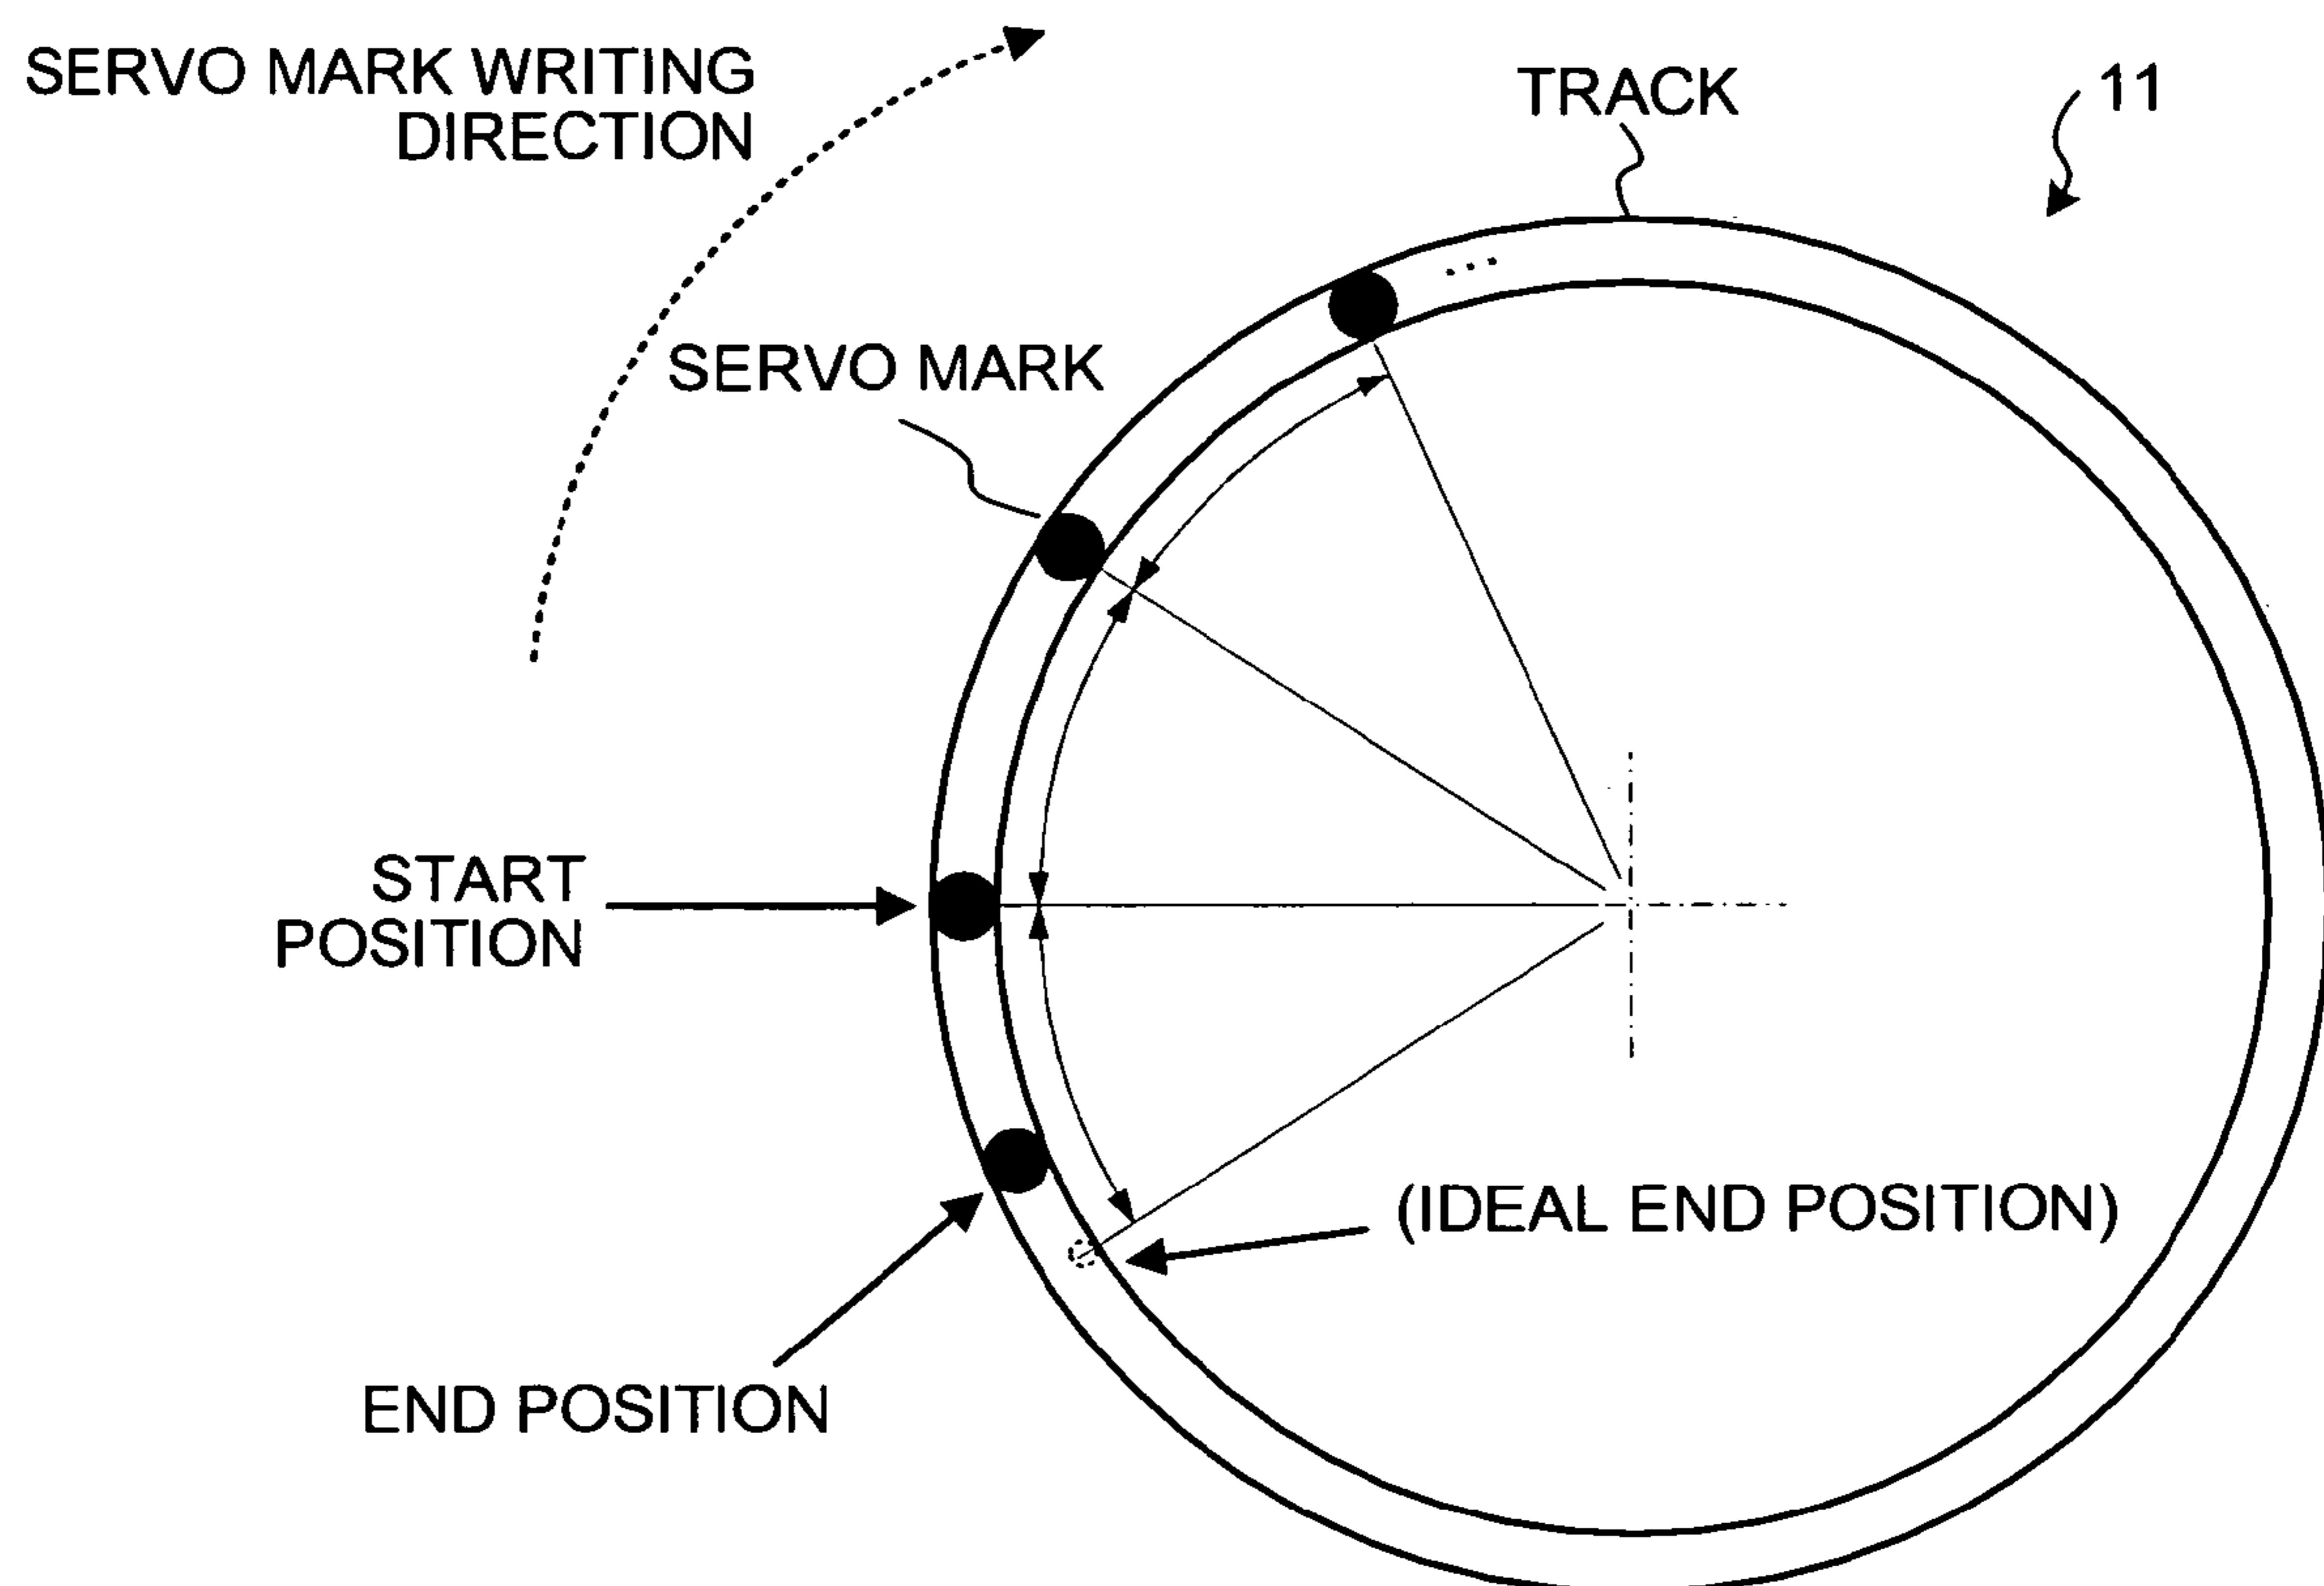 SERVO MARK WRITING
DIRECTION
TRACK
11
...
SERVO MARK
START
POSITION
(IDEAL END POSITION)
END POSITION